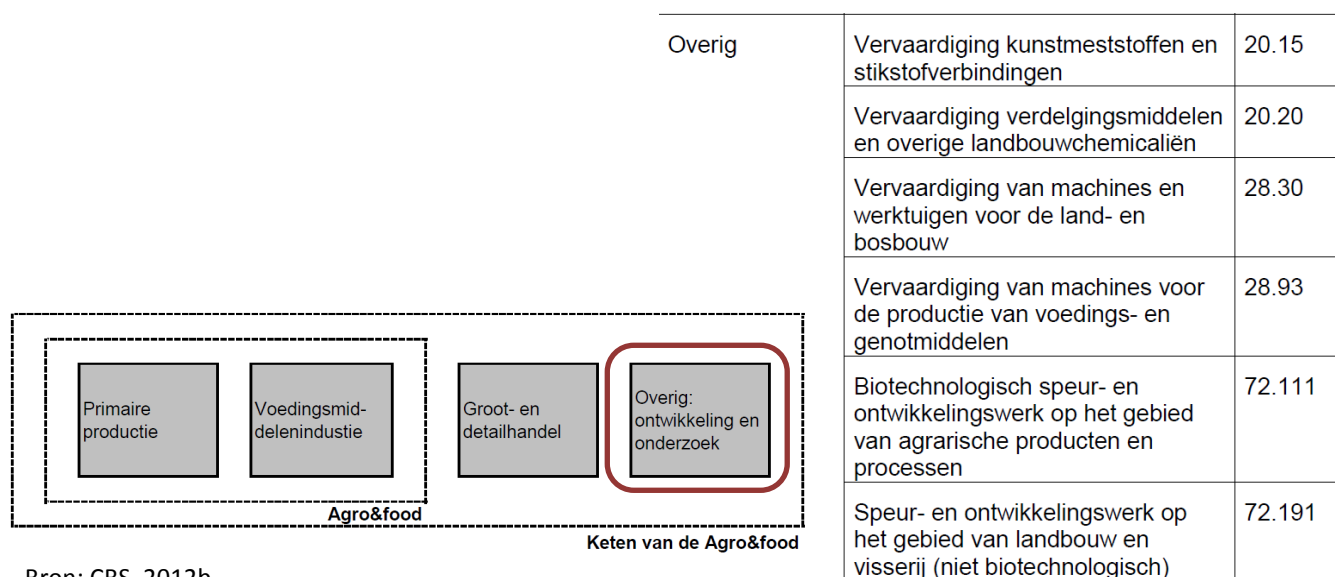 Overig
Vervaardiging kunstmeststoffen en
stikstofverbindingen
20.15
Vervaardiging verdelgingsmiddelen
en overige landbouwchemicaliën
20.20
Vervaardiging van machines en
werktuigen voor de land- en
bosbouw
28.30
Vervaardiging van machines voor
de productie van voedings- en
genotmiddelen
28.93
Biotechnologisch speur- en
ontwikkelingswerk op het gebied
van agrarische producten en
processen
72.111
Speur- en ontwikkelingswerk op
het gebied van landbouw en
visserij (niet biotechnologisch)
72.191
Primaire
productie
Voedingsmid-
delenindustie
Groot- en
detailhandel
Overig:
ontwikkeling en
onderzoek
Agro&food
Keten van de Agro&food
Bron: CBS, 2012b